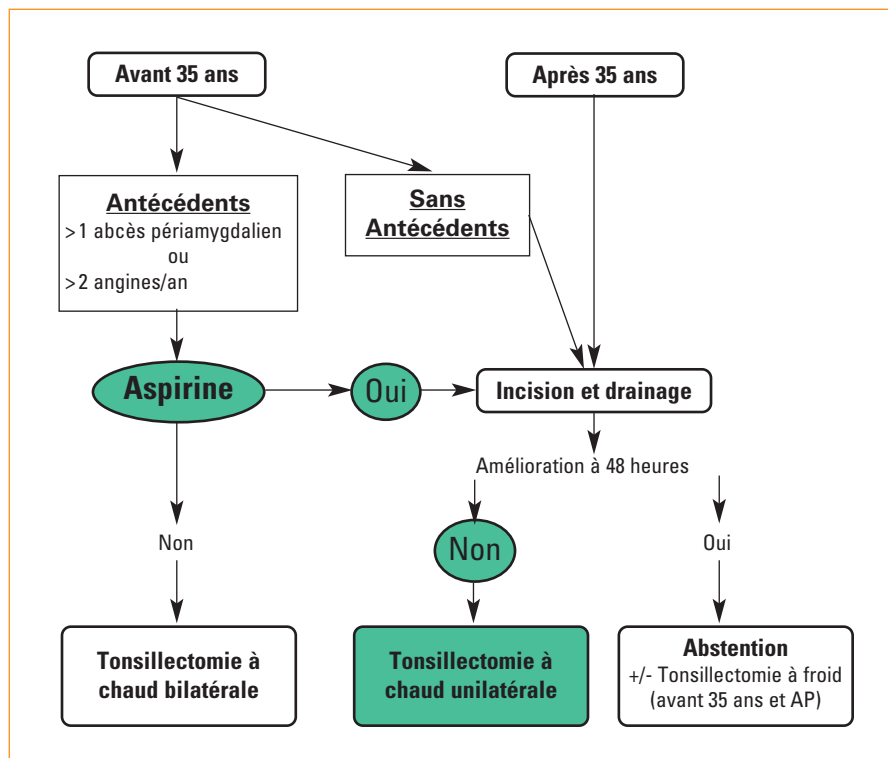 Avant 35 ans
Après 35 ans
Antécédents
>1 abcès périamygdalien
ou
>2 angines/an
Sans
Antécédents
Aspirine
Oui
Incision et drainage
Amélioration à 48 heures
Non
Non
Oui
Tonsillectomie à
chaud bilatérale
Tonsillectomie à
chaud unilatérale
Abstention
+/- Tonsillectomie à froid
(avant 35 ans et AP)